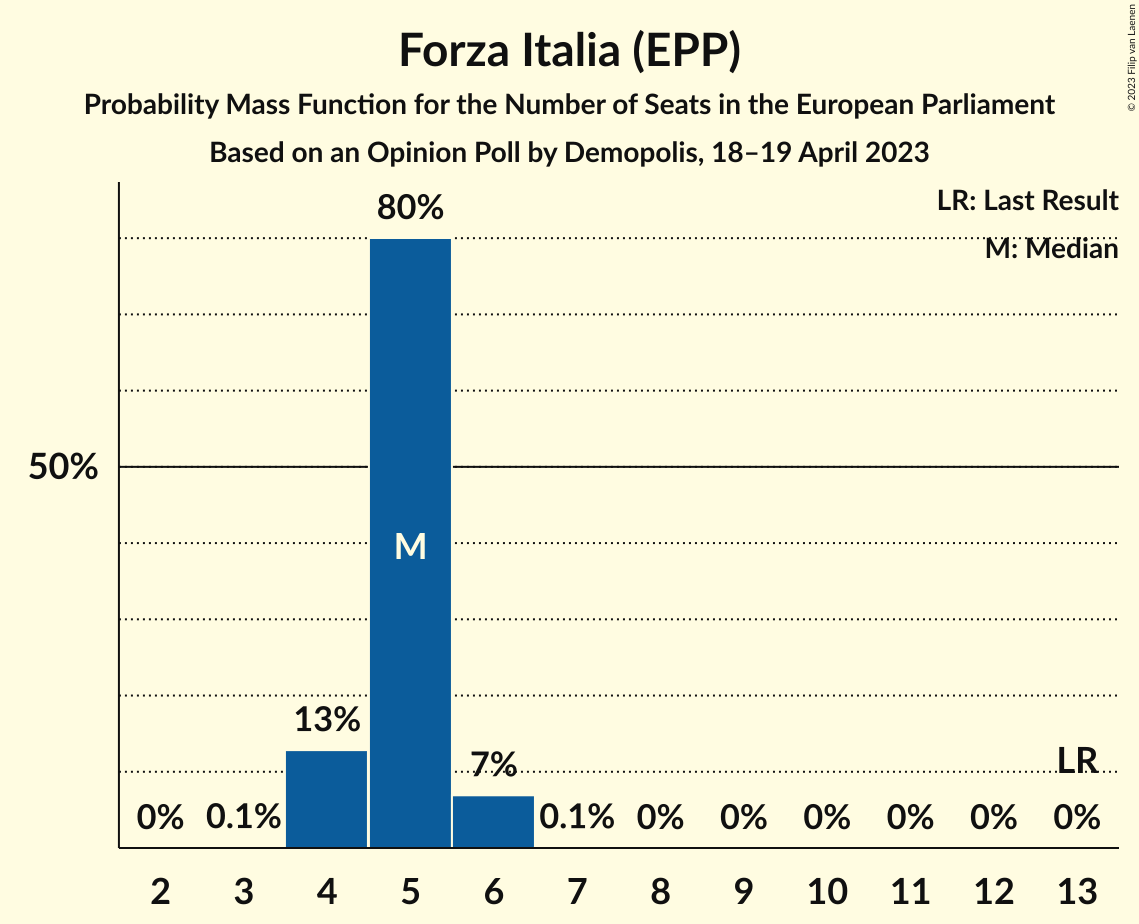 Forza Italia (EPP)
Probability Mass Function for the Number of Seats in the European Parliament
Based on an Opinion Poll by Demopolis, 18–19 April 2023
© 2023 Filip van Laenen
LR: Last Result
M: Median
80%
50%
M
13%
7%
LR
0% 0.1% 0.1% 0% 0% 0% 0% 0% 0%
2 3 4 5 6 7 8 9 10 11 12 13